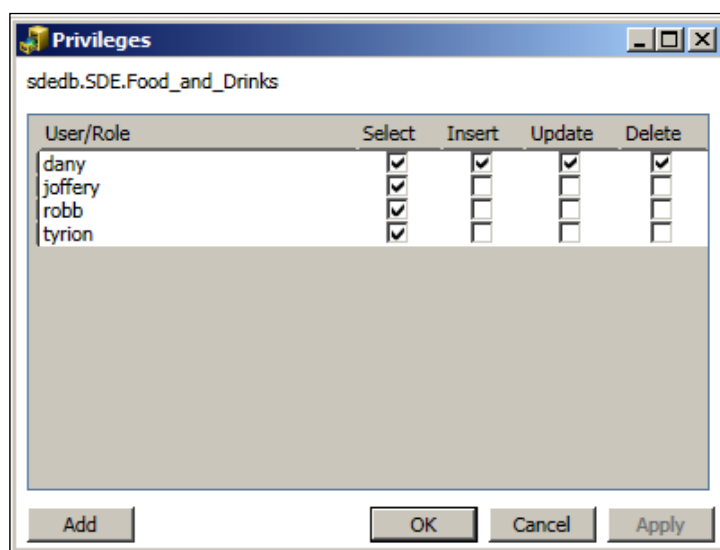 Privileges
sdedb.SDE.Food_and_Drinks
User/Role Select Insert Update Delete
dany
joffery
robb
tyrion
Add OK Cancel Apply